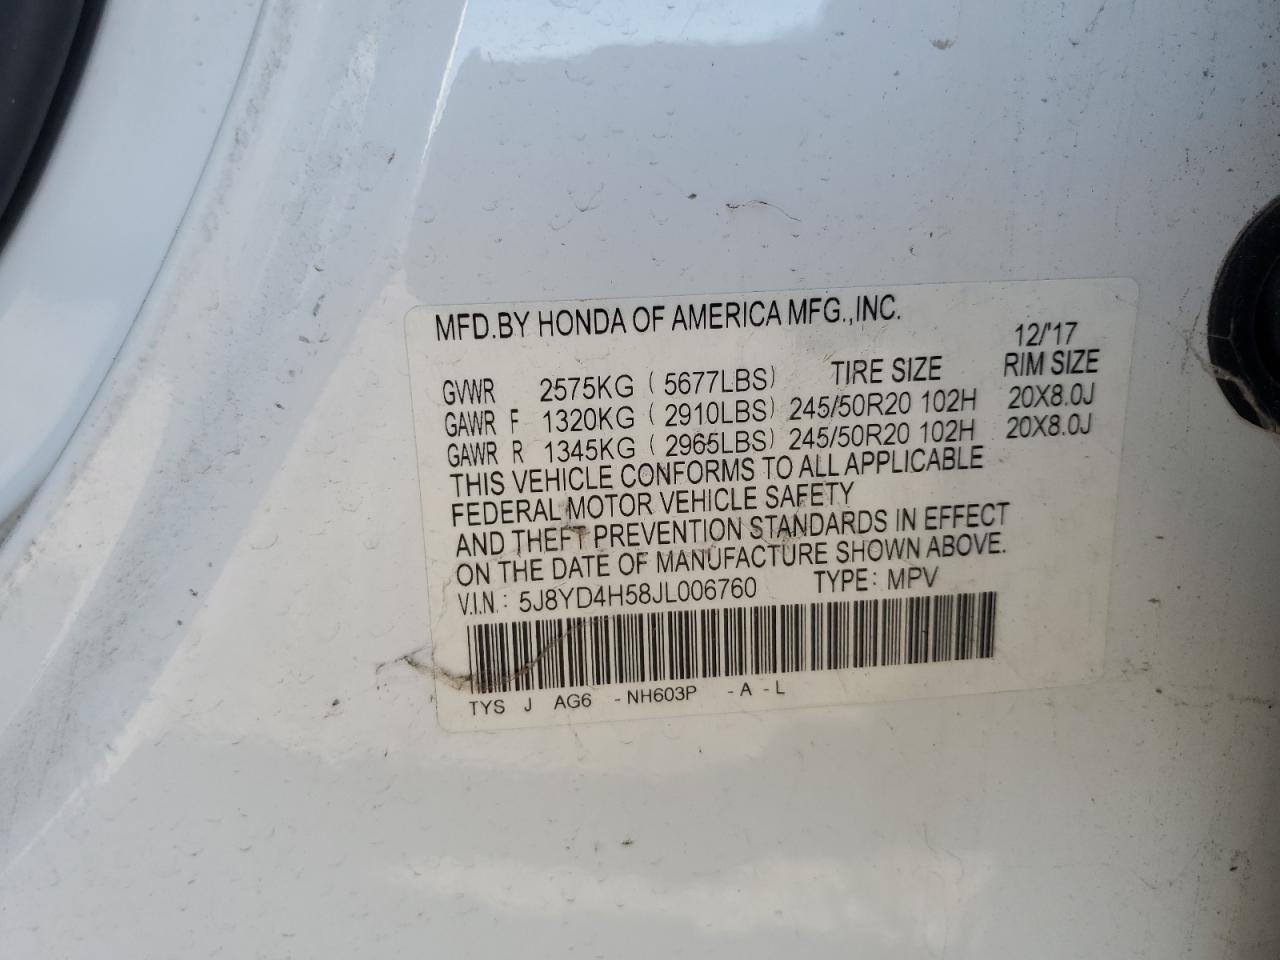 MFD.BY HONDA OF AMERICA MFG.,INC.
12/'17
GVWR 2575KG ( 5677LBS) TIRE SIZE RIM SIZE
GAWR F 1320KG ( 2910LBS) 245/50R20 102H 20X8.0J
GAWR R 1345KG ( 2965LBS) 245/50R20 102H 20X8.0J
THIS VEHICLE CONFORMS TO ALL APPLICABLE
FEDERAL MOTOR VEHICLE SAFETY
AND THEFT PREVENTION STANDARDS IN EFFECT
ON THE DATE OF MANUFACTURE SHOWN ABOVE.
V.I.N.: 5J8YD4H58JL006760 TYPE: MPV
TYS J AG6 - NH603P - A - L